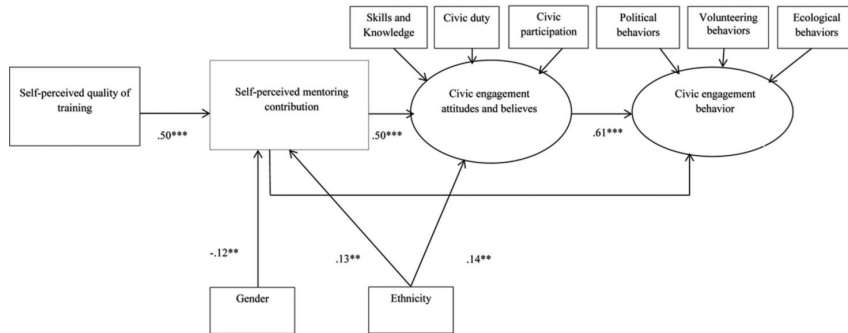 Skills and
Knowledge
Civic duty
Civic
participation
Political
behaviors
Volunteering
behaviors
Ecological
behaviors
Self-perceived quality of
training
Self-perceived mentoring
contribution
Civic engagement
attitudes and believes
Civic engagement
behavior
.50***
.50***
.61***
-.12**
.13**
.14**
Gender
Ethnicity